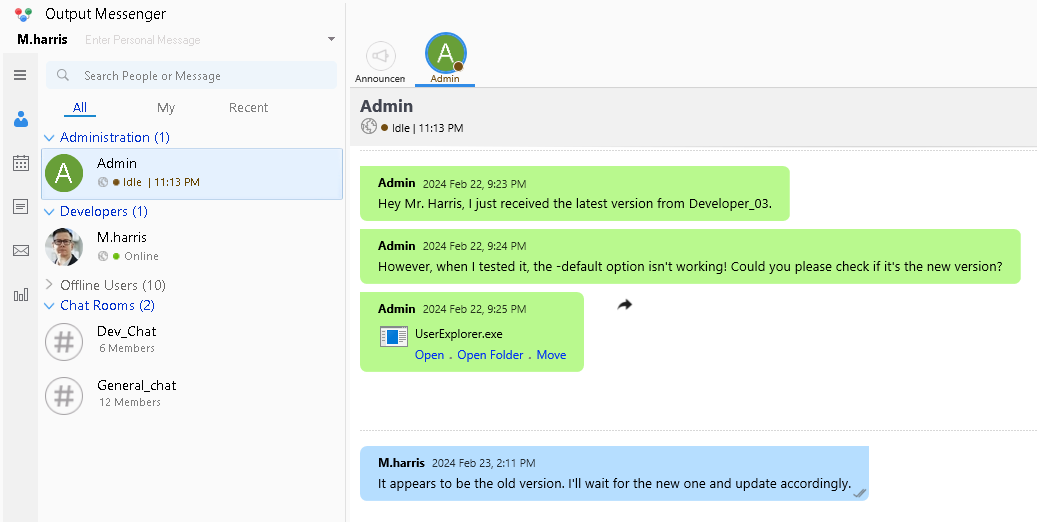 Output Messenger
M.harris Enter Personal Message
Search People or Message
All My Recent
Administration (1)
A Admin
Idle | 11:13 PM
Developers (1)
M.harris
Online
Offline Users (10)
Chat Rooms (2)
# Dev_Chat
6 Members
# General_chat
12 Members
A
Announcen Admin
Admin
Idle | 11:13 PM
Admin 2024 Feb 22, 9:23 PM
Hey Mr. Harris, I just received the latest version from Developer_03.
Admin 2024 Feb 22, 9:24 PM
However, when I tested it, the -default option isn't working! Could you please check if it's the new version?
Admin 2024 Feb 22, 9:25 PM
UserExplorer.exe
Open . Open Folder . Move
M.harris 2024 Feb 23, 2:11 PM
It appears to be the old version. I'll wait for the new one and update accordingly.